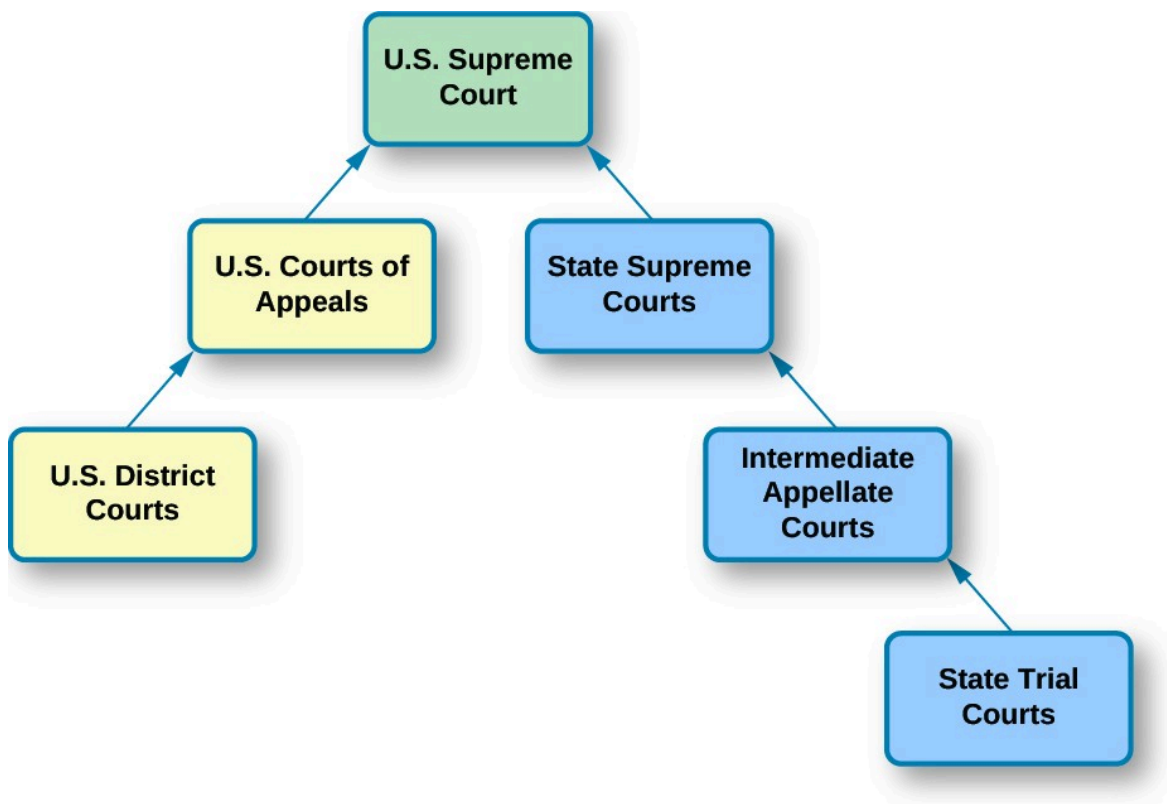 U.S. Supreme
Court
U.S. Courts of
Appeals
State Supreme
Courts
U.S. District
Courts
Intermediate
Appellate
Courts
State Trial
Courts